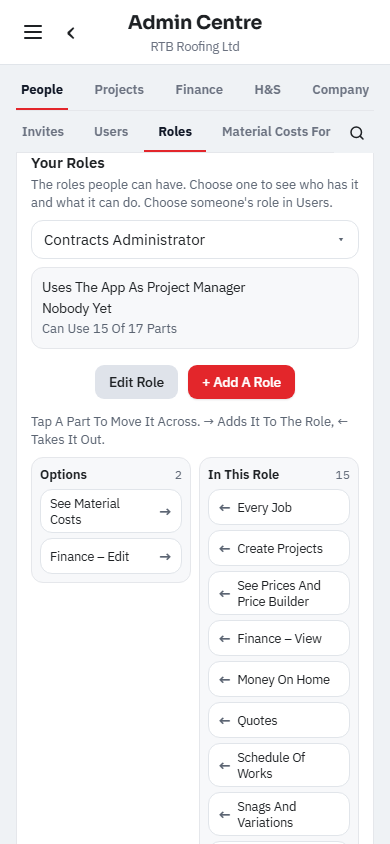 Admin Centre
RTB Roofing Ltd
People Projects Finance H&S Company
Invites Users Roles Material Costs For
Your Roles
The roles people can have. Choose one to see who has it
and what it can do. Choose someone's role in Users.
Contracts Administrator
Uses The App As Project Manager
Nobody Yet
Can Use 15 Of 17 Parts
Edit Role + Add A Role
Tap A Part To Move It Across. → Adds It To The Role, ←
Takes It Out.
Options 2
See Material
Costs →
Finance – Edit →
In This Role 15
← Every Job
← Create Projects
← See Prices And
Price Builder
← Finance – View
← Money On Home
← Quotes
← Schedule Of
Works
← Snags And
Variations